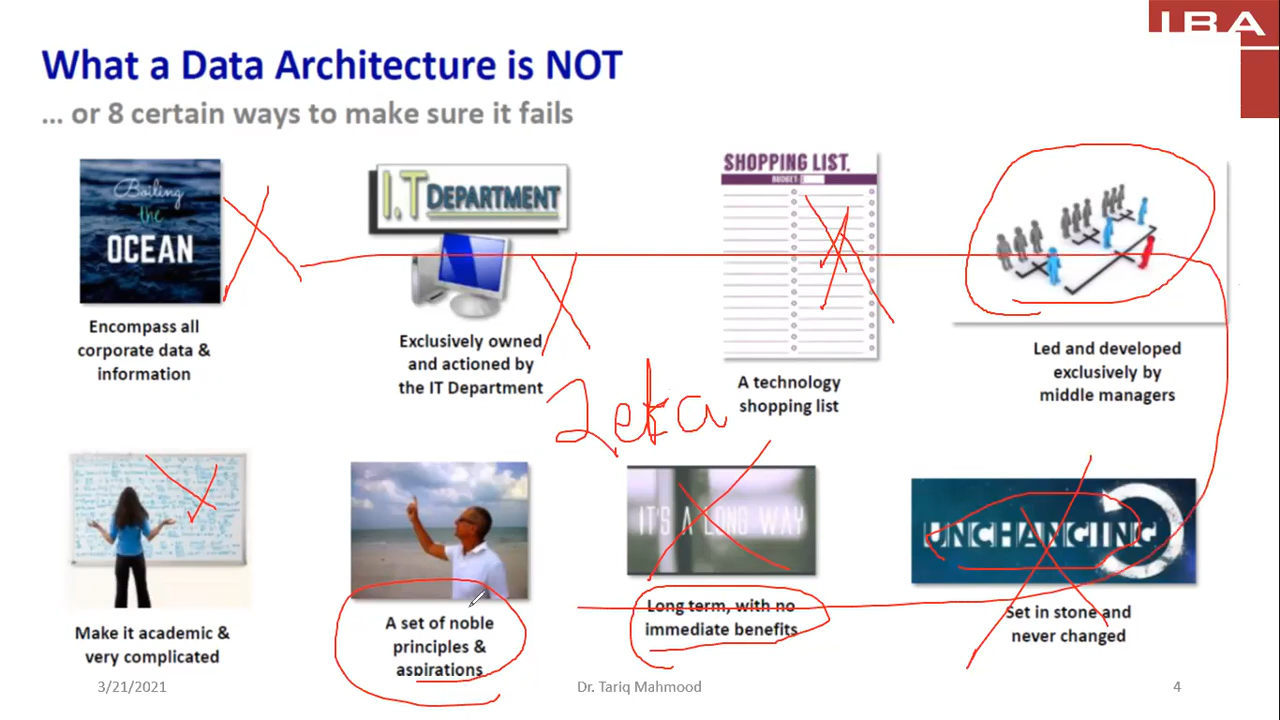 IBA
What a Data Architecture is NOT
... or 8 certain ways to make sure it fails
Boiling
the
OCEAN
Encompass all
corporate data &
information
I.T DEPARTMENT
Exclusively owned
and actioned by
the IT Department
SHOPPING LIST.
BUDGET:
A technology
shopping list
Led and developed
exclusively by
middle managers
Zeta
Make it academic &
very complicated
A set of noble
principles &
aspirations
IT'S A LONG WAY
Long term, with no
immediate benefits
UNCHANGING
Set in stone and
never changed
3/21/2021
Dr. Tariq Mahmood
4